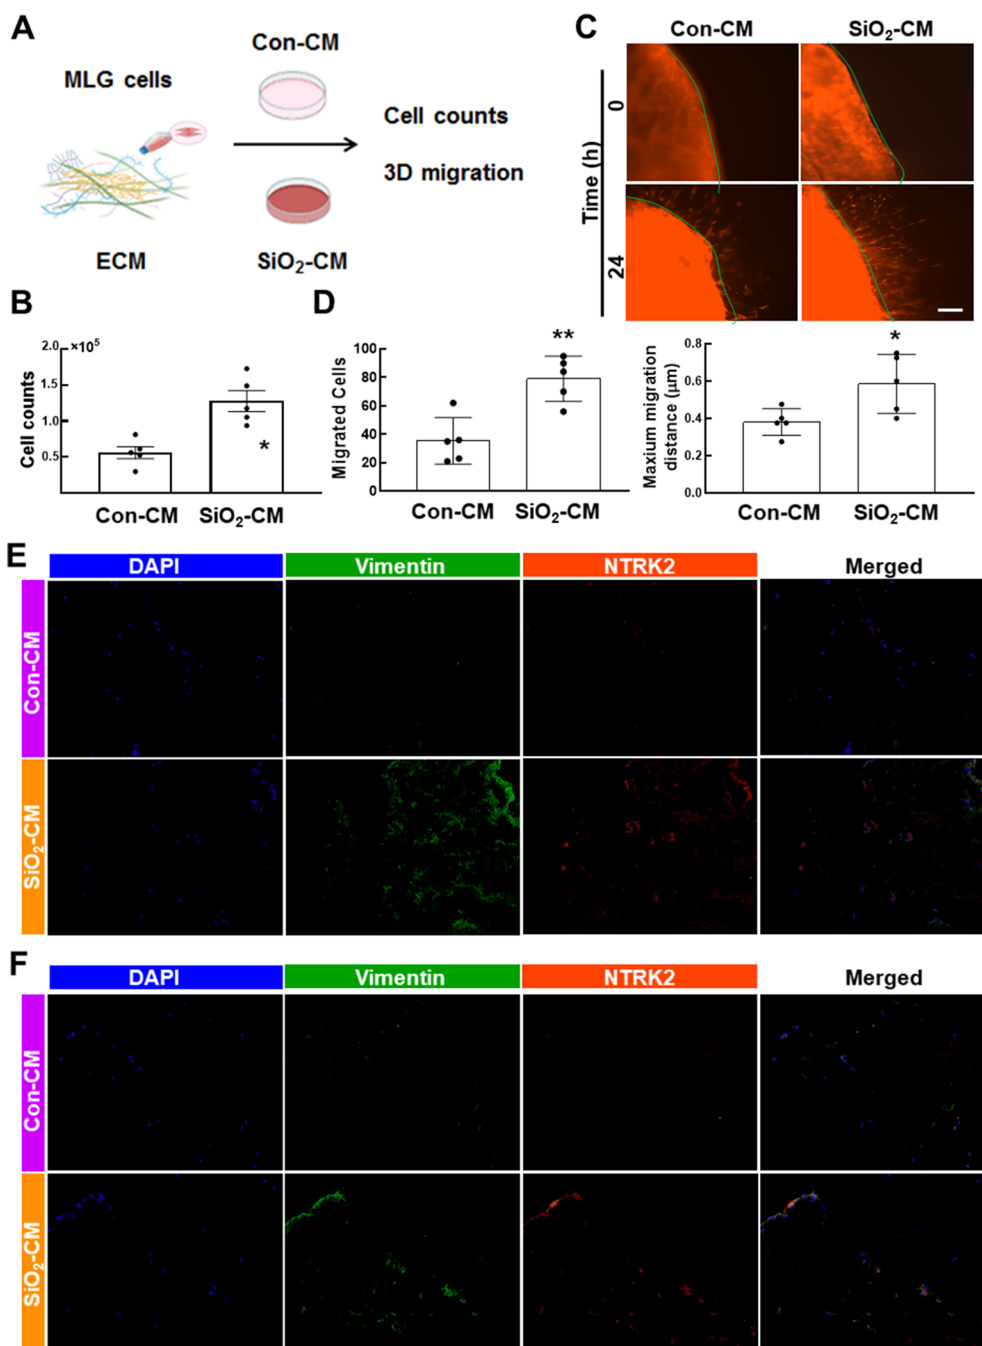 A
MLG cells
ECM
Con-CM
SiO₂-CM
Cell counts
3D migration
C
Con-CM
SiO₂-CM
Time (h)
0
24
B
Cell counts
×10⁵
2.0
1.5
1.0
0.5
*
Con-CM
SiO₂-CM
D
Migrated Cells
100
80
60
40
20
0
**
Con-CM
SiO₂-CM
Maxium migration
distance (μm)
0.8
0.6
0.4
0.2
0.0
*
Con-CM
SiO₂-CM
E
DAPI
Vimentin
NTRK2
Merged
Con-CM
SiO₂-CM
F
DAPI
Vimentin
NTRK2
Merged
Con-CM
SiO₂-CM